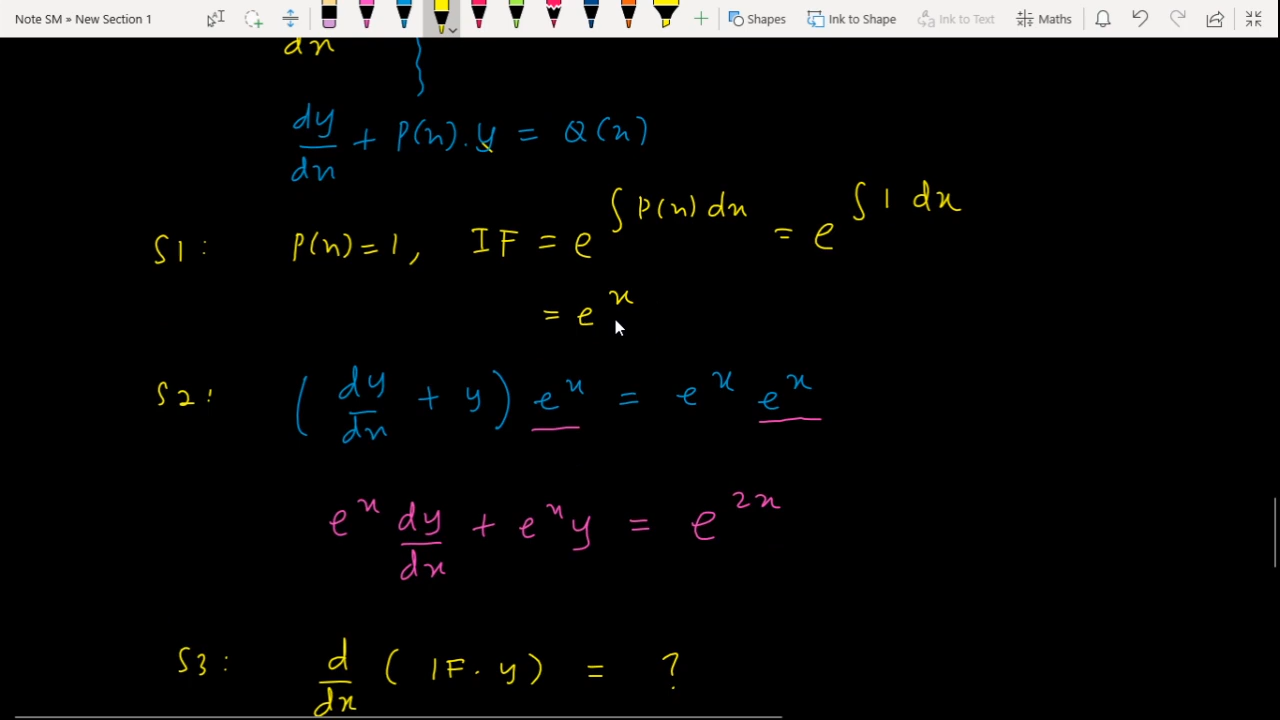 Note SM » New Section 1
Shapes
Ink to Shape
Ink to Text
Maths
dx
dy/dx + P(x).y = Q(x)
S1: P(x)=1, IF = e^∫P(x)dx = e^∫1 dx
= e^x
S2: (dy/dx + y) e^x = e^x e^x
e^x dy/dx + e^x y = e^2x
S3: d/dx (IF. y) = ?